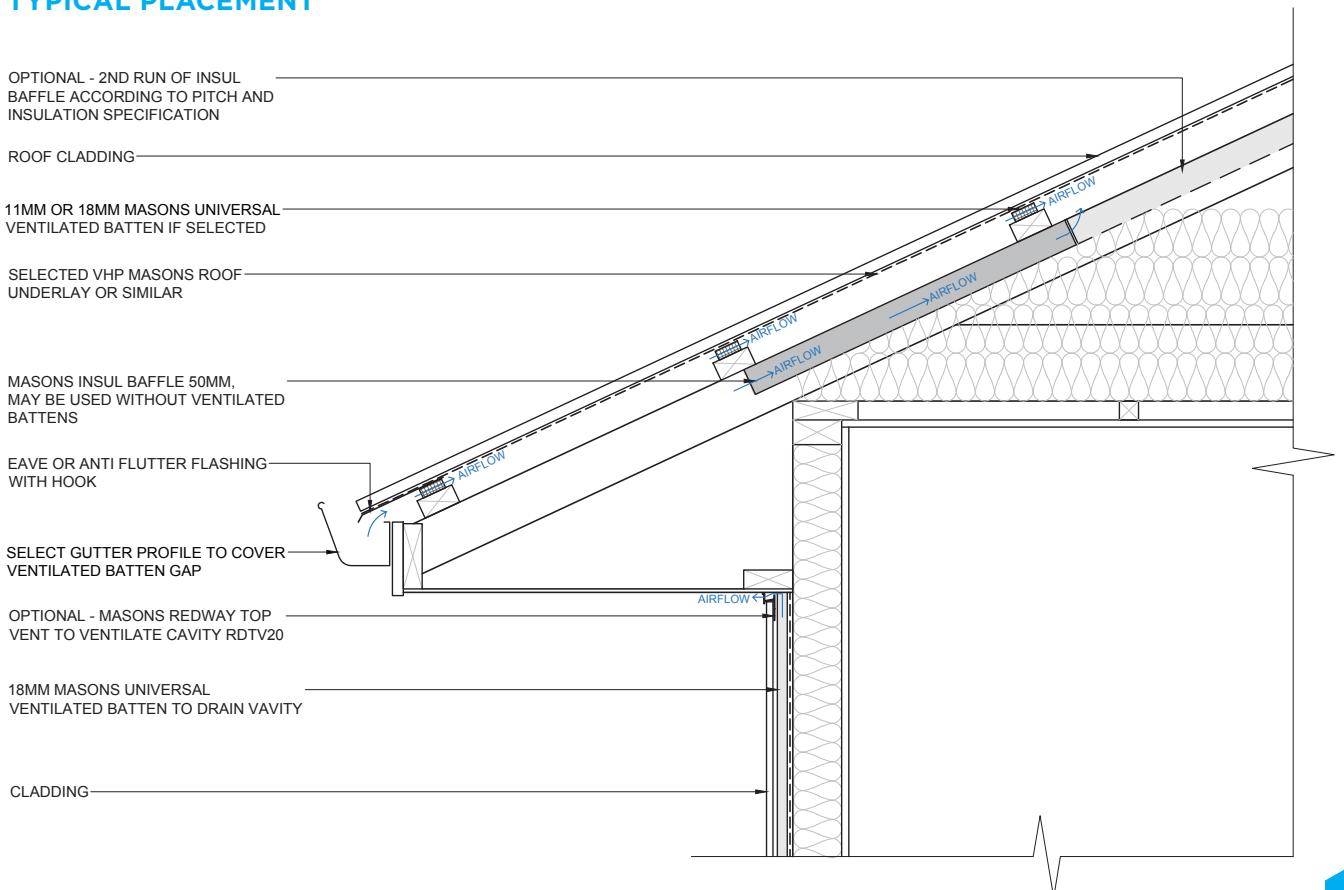 TYPICAL PLACEMENT
OPTIONAL - 2ND RUN OF INSUL
BAFFLE ACCORDING TO PITCH AND
INSULATION SPECIFICATION
ROOF CLADDING
11MM OR 18MM MASONS UNIVERSAL
VENTILATED BATTEN IF SELECTED
SELECTED VHP MASONS ROOF
UNDERLAY OR SIMILAR
MASONS INSUL BAFFLE 50MM,
MAY BE USED WITHOUT VENTILATED
BATTENS
EAVE OR ANTI FLUTTER FLASHING
WITH HOOK
SELECT GUTTER PROFILE TO COVER
VENTILATED BATTEN GAP
OPTIONAL - MASONS REDWAY TOP
VENT TO VENTILATE CAVITY RDTV20
18MM MASONS UNIVERSAL
VENTILATED BATTEN TO DRAIN VAVITY
CLADDING
AIRFLOW
AIRFLOW
AIRFLOW
AIRFLOW
AIRFLOW
AIRFLOW